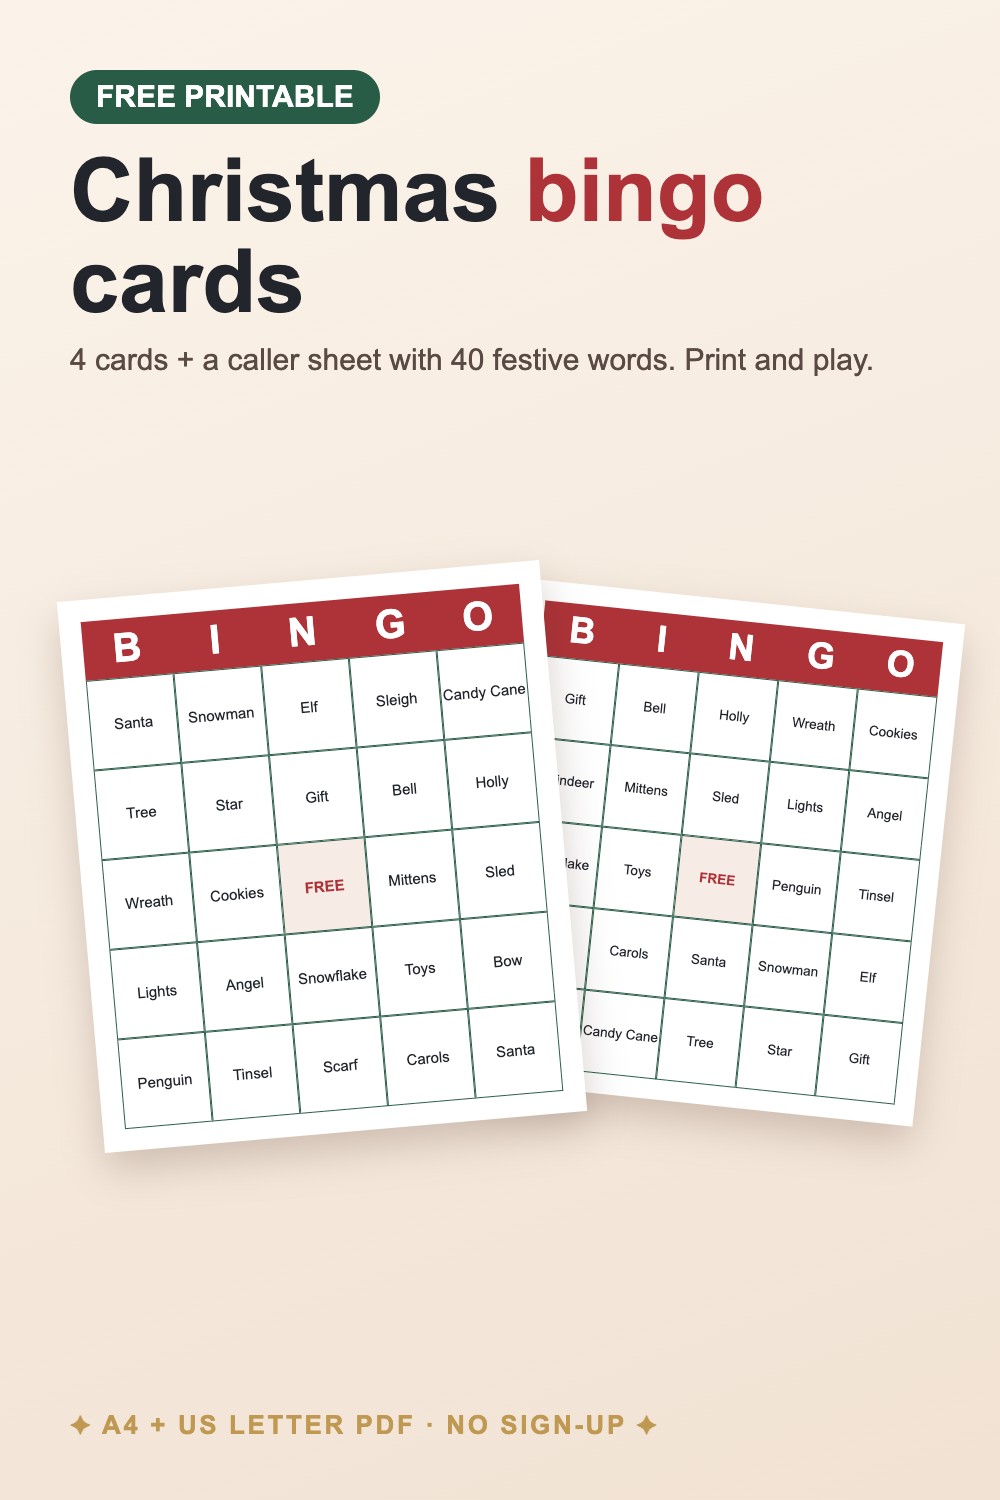 FREE PRINTABLE
Christmas bingo
cards
4 cards + a caller sheet with 40 festive words. Print and play.
B I N G O
Santa Snowman Elf Sleigh Candy Cane
Tree Star Gift Bell Holly
Wreath Cookies FREE Mittens Sled
Lights Angel Snowflake Toys Bow
Penguin Tinsel Scarf Carols Santa
B I N G O
Gift Bell Holly Wreath Cookies
Mittens Sled Lights Angel
Toys FREE Penguin Tinsel
Carols Santa Snowman Elf
Candy Cane Tree Star Gift
✦ A4 + US LETTER PDF · NO SIGN-UP ✦